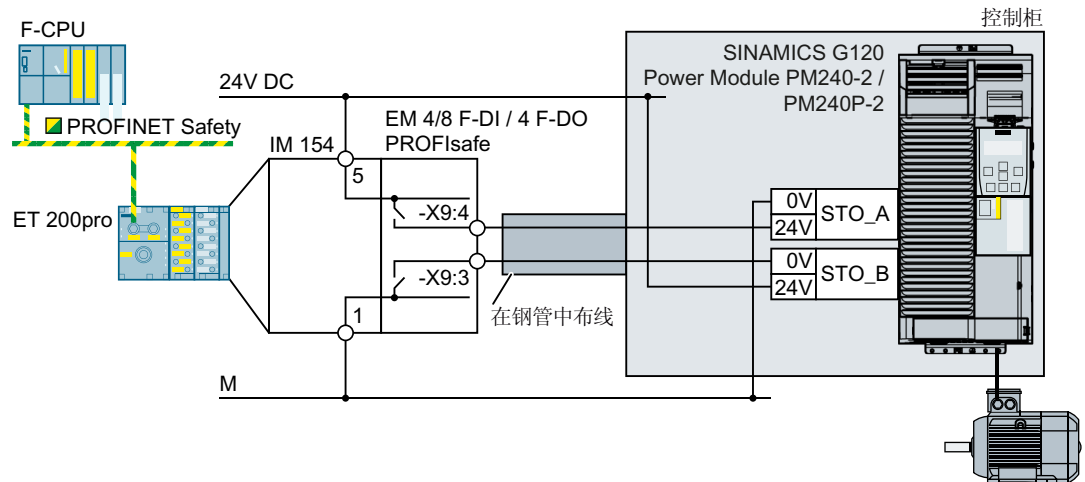 控制柜
F-CPU
SINAMICS G120
Power Module PM240-2 /
PM240P-2
24V DC
EM 4/8 F-DI / 4 F-DO
PROFIsafe
PROFINET Safety
IM 154
5
ET 200pro
-X9:4
0V
24V
STO_A
-X9:3
0V
24V
STO_B
1
在钢管中布线
M